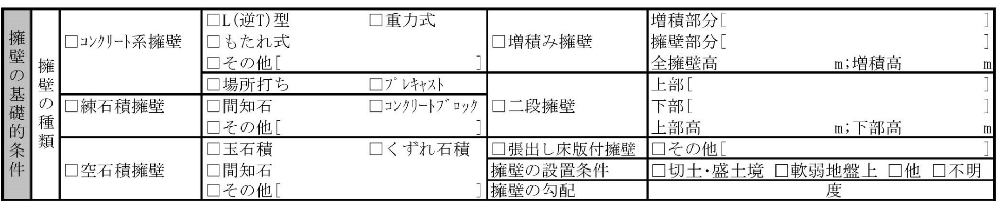 擁壁の基礎的条件
擁壁の種類
□ｺﾝｸﾘｰﾄ系擁壁
□L(逆T)型 □重力式
□もたれ式
□その他[ ]
□場所打ち □ﾌﾟﾚｷｬｽﾄ
□練石積擁壁
□間知石 □ｺﾝｸﾘｰﾄﾌﾞﾛｯｸ
□その他[ ]
□空石積擁壁
□玉石積 □くずれ石積
□間知石
□その他[ ]
□増積み擁壁
増積部分[ ]
擁壁部分[ ]
全擁壁高 m;増積高 m
□二段擁壁
上部[ ]
下部[ ]
上部高 m;下部高 m
□張出し床版付擁壁 □その他[ ]
擁壁の設置条件 □切土・盛土境 □軟弱地盤上 □他 □不明
擁壁の勾配 度